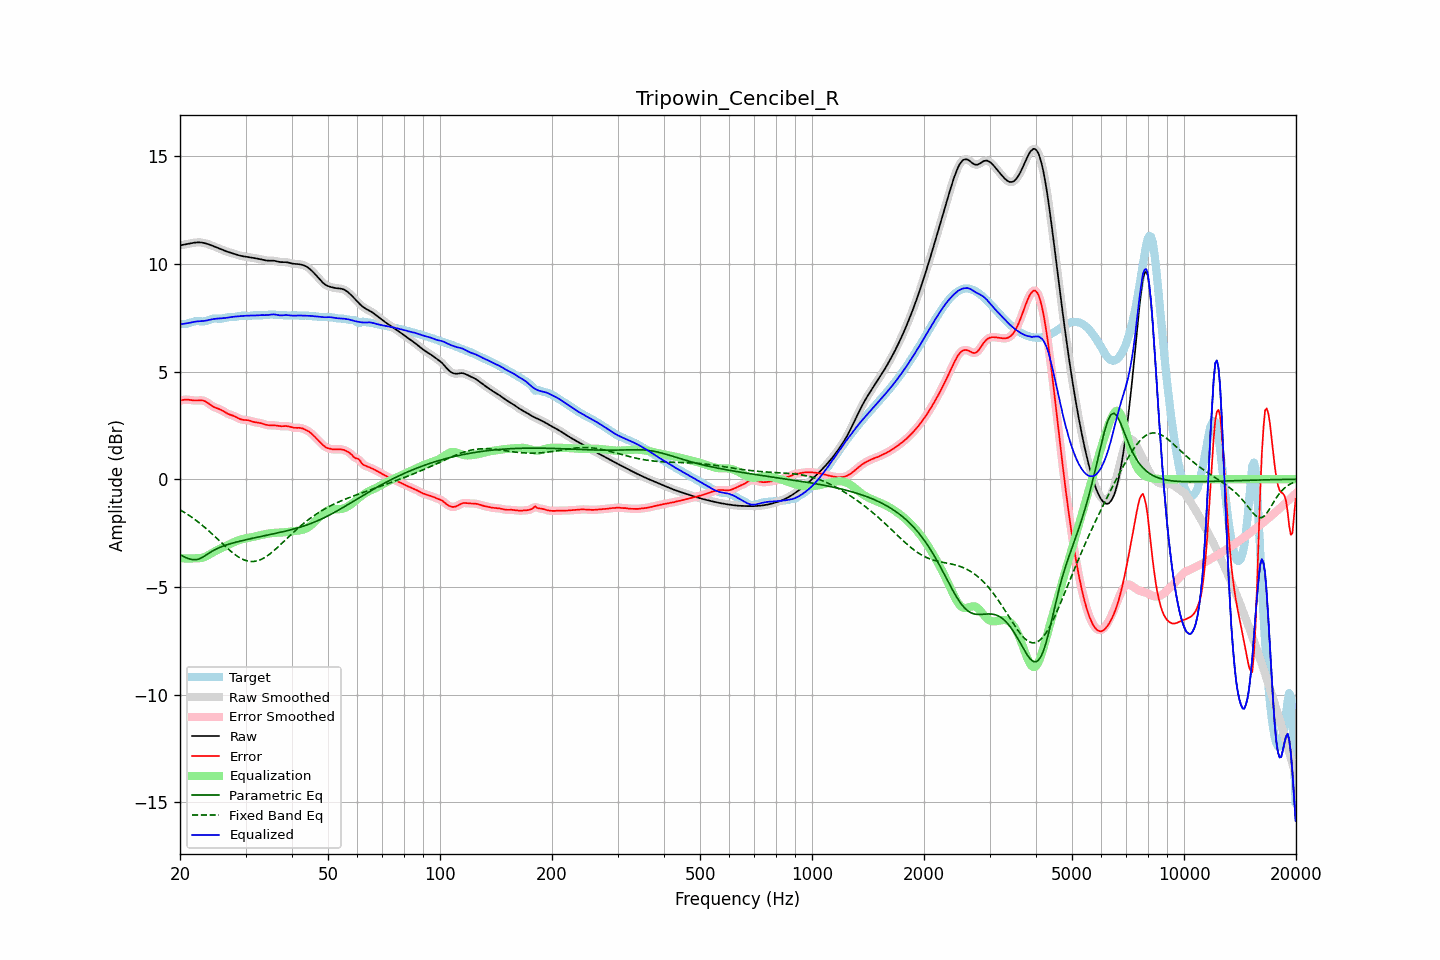 Tripowin_Cencibel_R
Amplitude (dBr)
15
10
5
0
−5
−10
−15
Target
Raw Smoothed
Error Smoothed
Raw
Error
Equalization
Parametric Eq
Fixed Band Eq
Equalized
20 50 100 200 500 1000 2000 5000 10000 20000
Frequency (Hz)